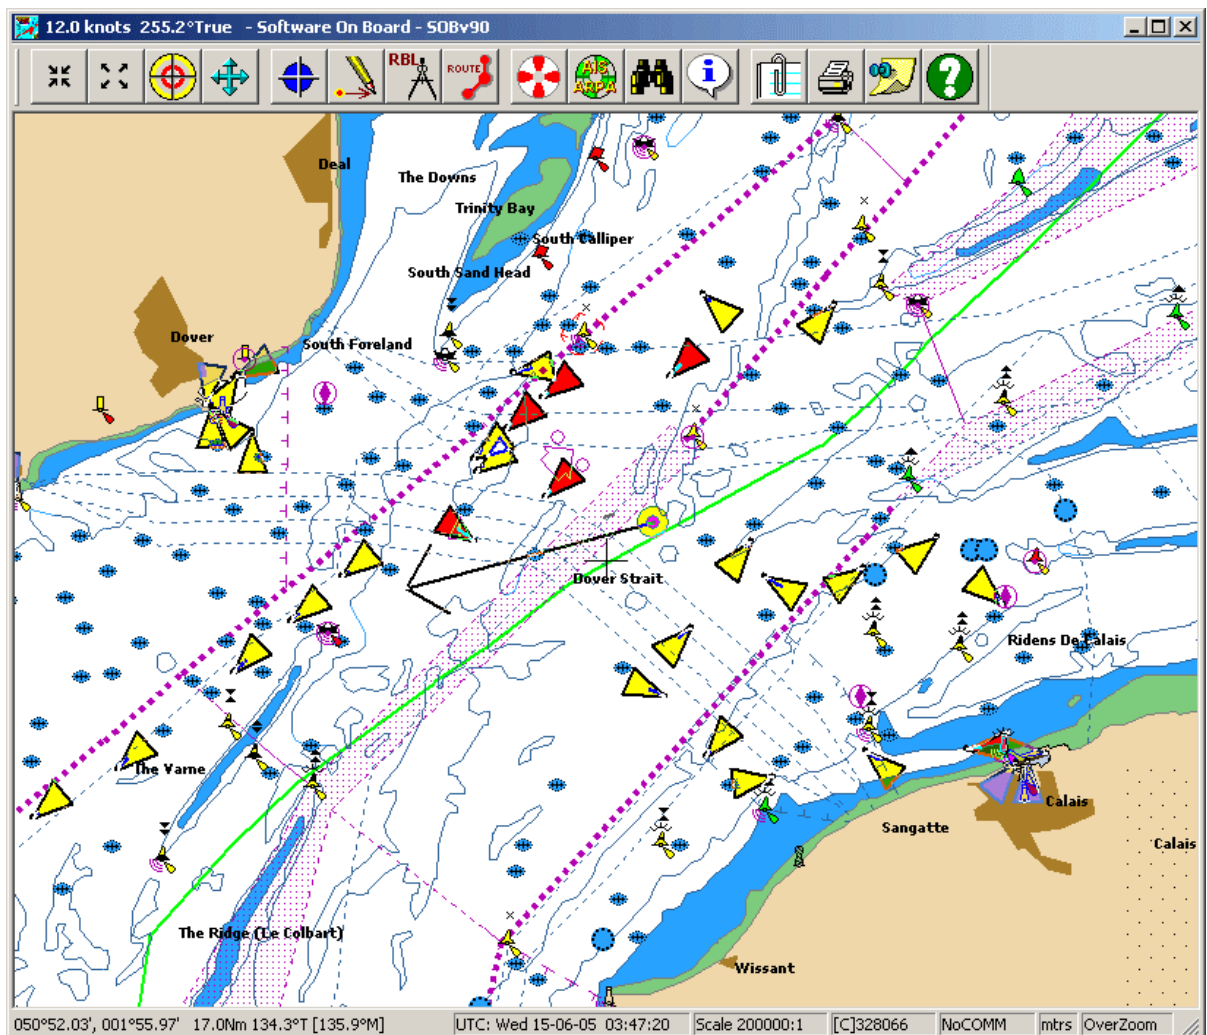 12.0 knots 255.2°True - Software On Board - SOBv90
RBL
ROUTE
AIS
ARPA
Deal
The Downs
Trinity Bay
South Calliper
South Sand Head
Dover
South Foreland
Dover Strait
Ridens De Calais
The Varne
Calais
Sangatte
Calais
The Ridge (Le Colbart)
Wissant
050°52.03', 001°55.97' 17.0Nm 134.3°T [135.9°M]
UTC: Wed 15-06-05 03:47:20
Scale 200000:1
[C]328066
NoCOMM
mtrs
OverZoom